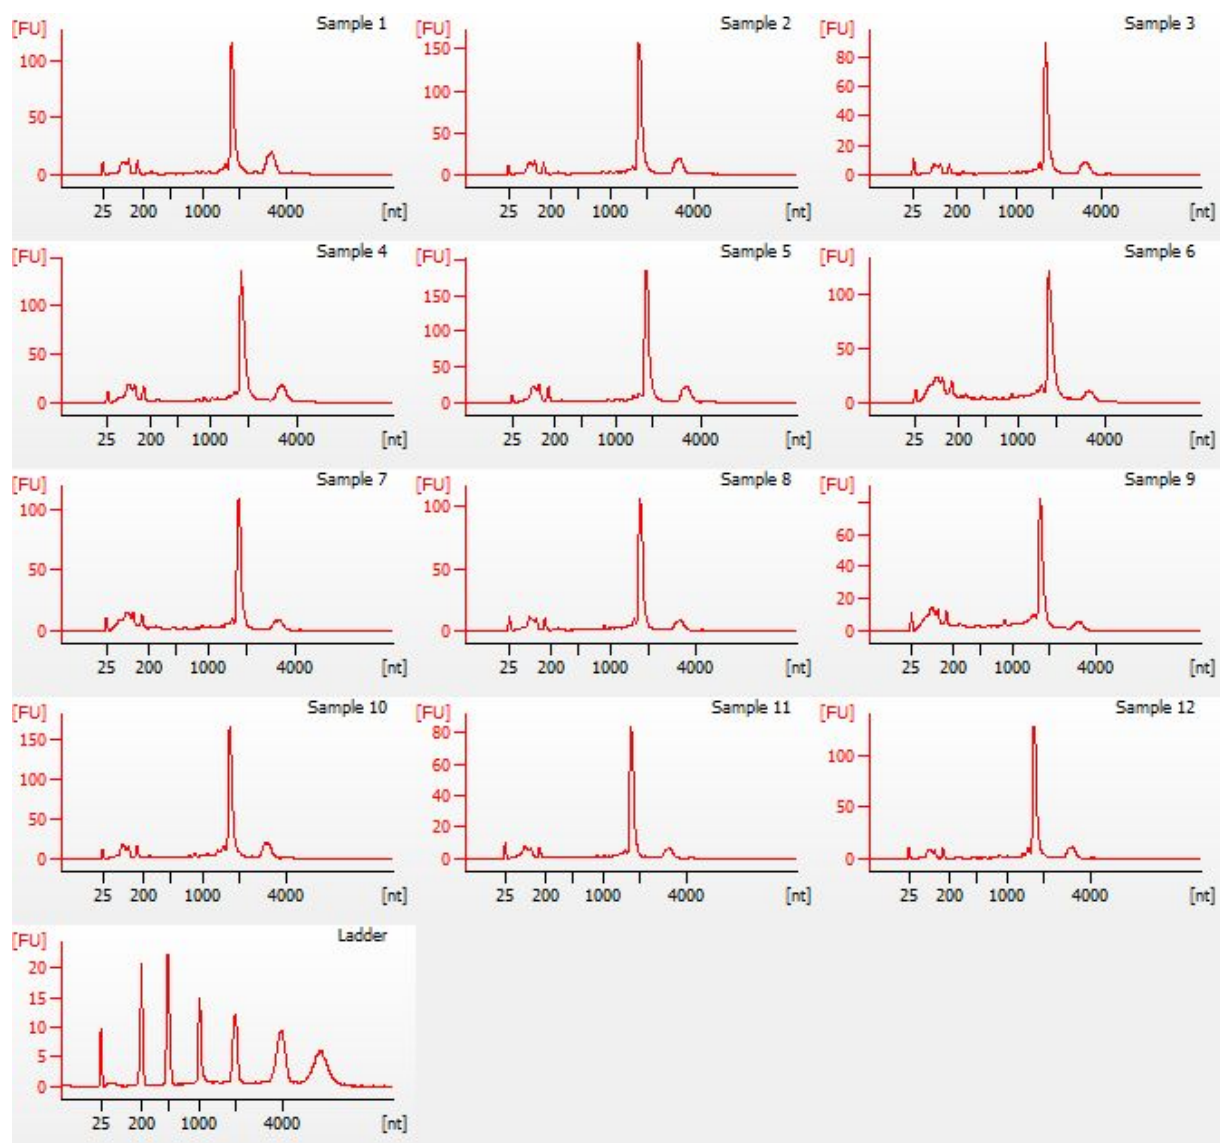 [FU] Sample 1
100
50
0
25 200 1000 4000 [nt]
[FU] Sample 2
150
100
50
0
25 200 1000 4000 [nt]
[FU] Sample 3
80
60
40
20
0
25 200 1000 4000 [nt]
[FU] Sample 4
100
50
0
25 200 1000 4000 [nt]
[FU] Sample 5
150
100
50
0
25 200 1000 4000 [nt]
[FU] Sample 6
100
50
0
25 200 1000 4000 [nt]
[FU] Sample 7
100
50
0
25 200 1000 4000 [nt]
[FU] Sample 8
100
50
0
25 200 1000 4000 [nt]
[FU] Sample 9
60
40
20
0
25 200 1000 4000 [nt]
[FU] Sample 10
150
100
50
0
25 200 1000 4000 [nt]
[FU] Sample 11
80
60
40
20
0
25 200 1000 4000 [nt]
[FU] Sample 12
100
50
0
25 200 1000 4000 [nt]
[FU] Ladder
20
15
10
5
0
25 200 1000 4000 [nt]